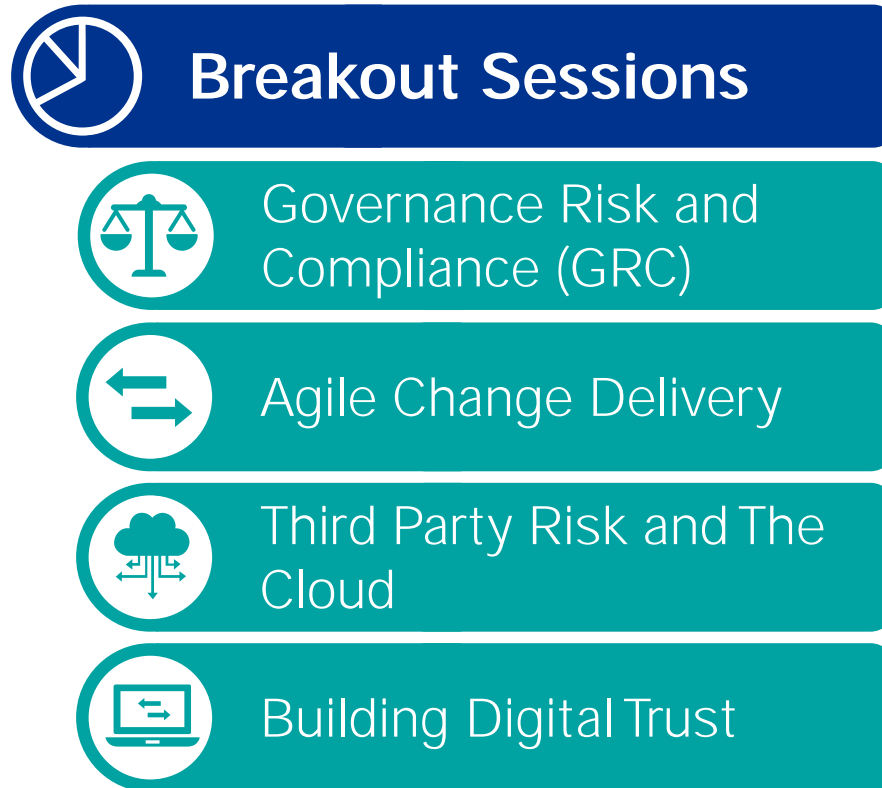 Breakout Sessions
Governance Risk and
Compliance (GRC)
Agile Change Delivery
Third Party Risk and The
Cloud
Building Digital Trust